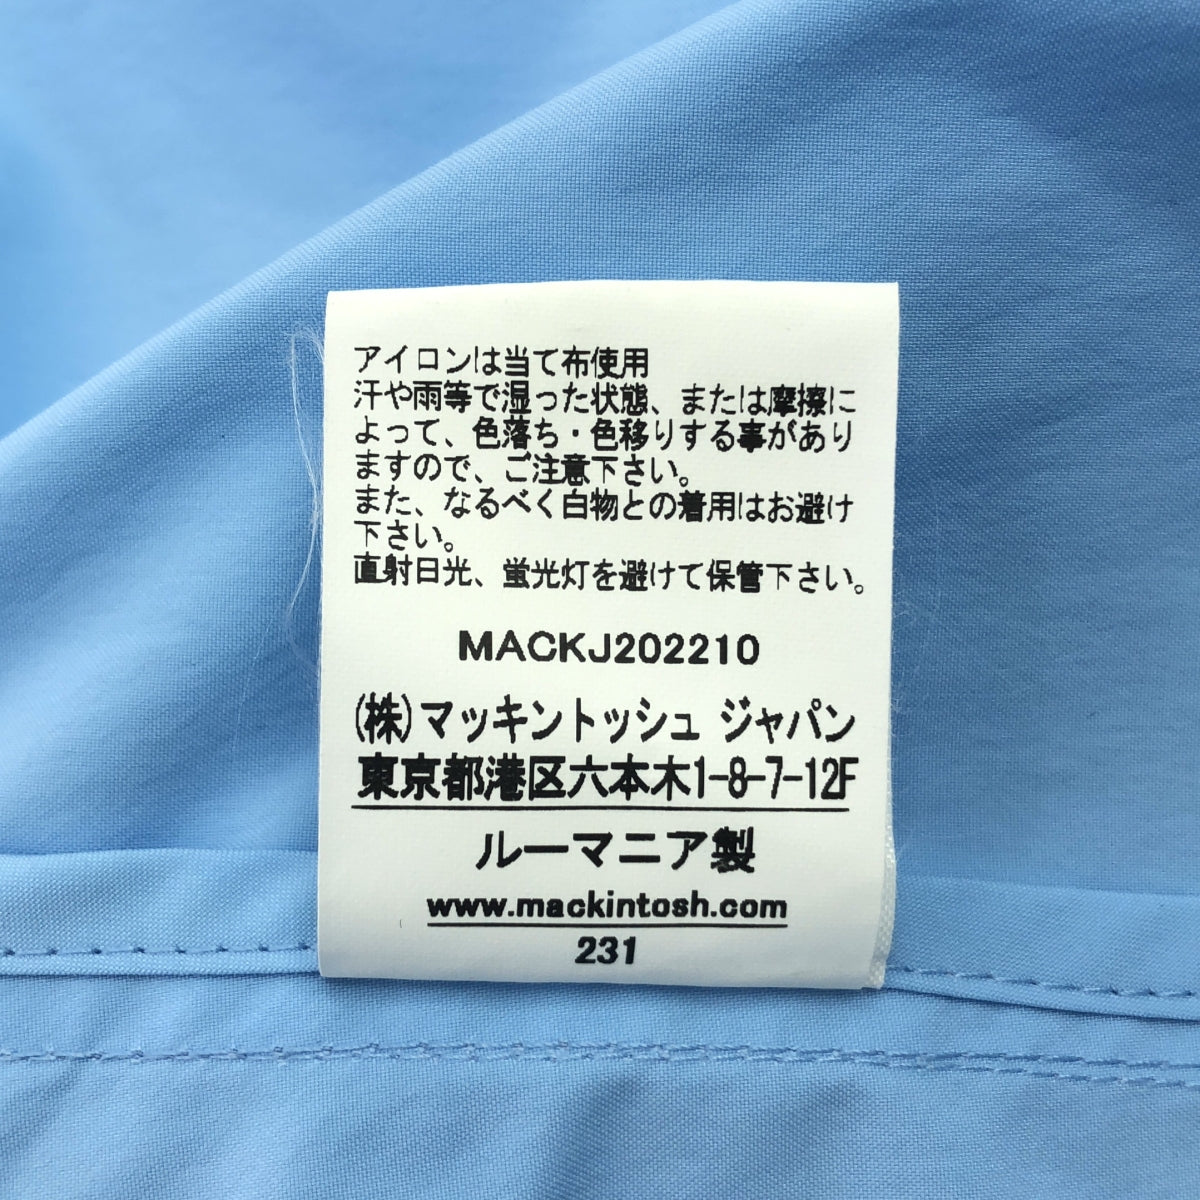 アイロンは当て布使用
汗や雨等で湿った状態、または摩擦に
よって、色落ち・色移りする事があり
ますので、ご注意下さい。
また、なるべく白物との着用はお避け
下さい。
直射日光、蛍光灯を避けて保管下さい。
MACKJ202210
(株)マッキントッシュ ジャパン
東京都港区六本木1-8-7-12F
ルーマニア製
www.mackintosh.com
231